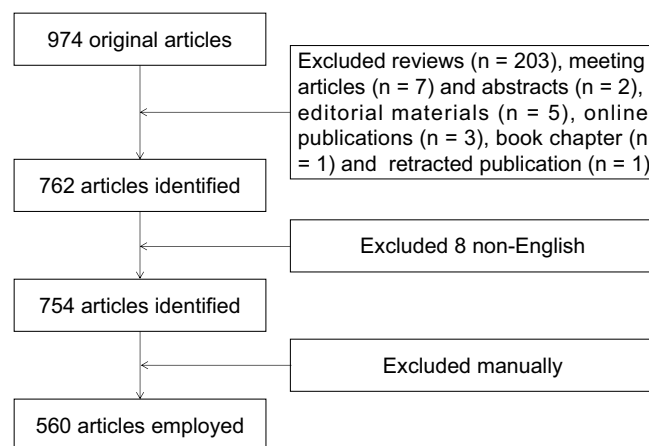 974 original articles
Excluded reviews (n = 203), meeting
articles (n = 7) and abstracts (n = 2),
editorial materials (n = 5), online
publications (n = 3), book chapter (n
= 1) and retracted publication (n = 1)
762 articles identified
Excluded 8 non-English
754 articles identified
Excluded manually
560 articles employed